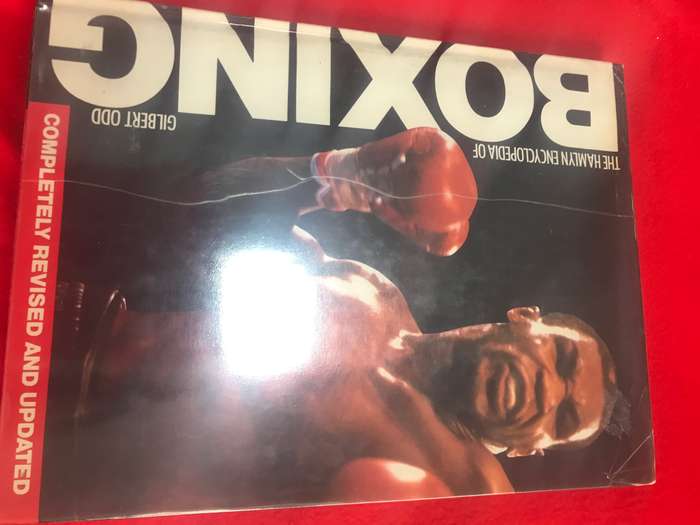 THE HAMLYN ENCYCLOPEDIA OF
BOXING
GILBERT ODD
COMPLETELY REVISED AND UPDATED